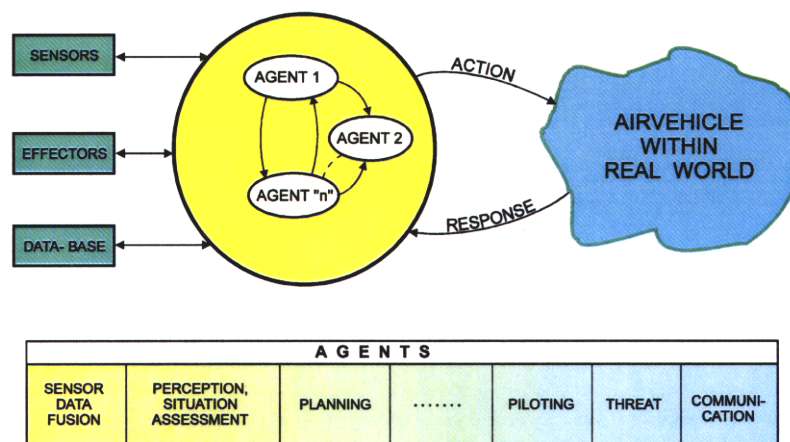 SENSORS
EFFECTORS
DATA- BASE
AGENT 1
AGENT 2
AGENT "n"
ACTION
RESPONSE
AIRVEHICLE
WITHIN
REAL WORLD
AGENTS
SENSOR
DATA
FUSION
PERCEPTION,
SITUATION
ASSESSMENT
PLANNING
.......
PILOTING
THREAT
COMMUNI-
CATION